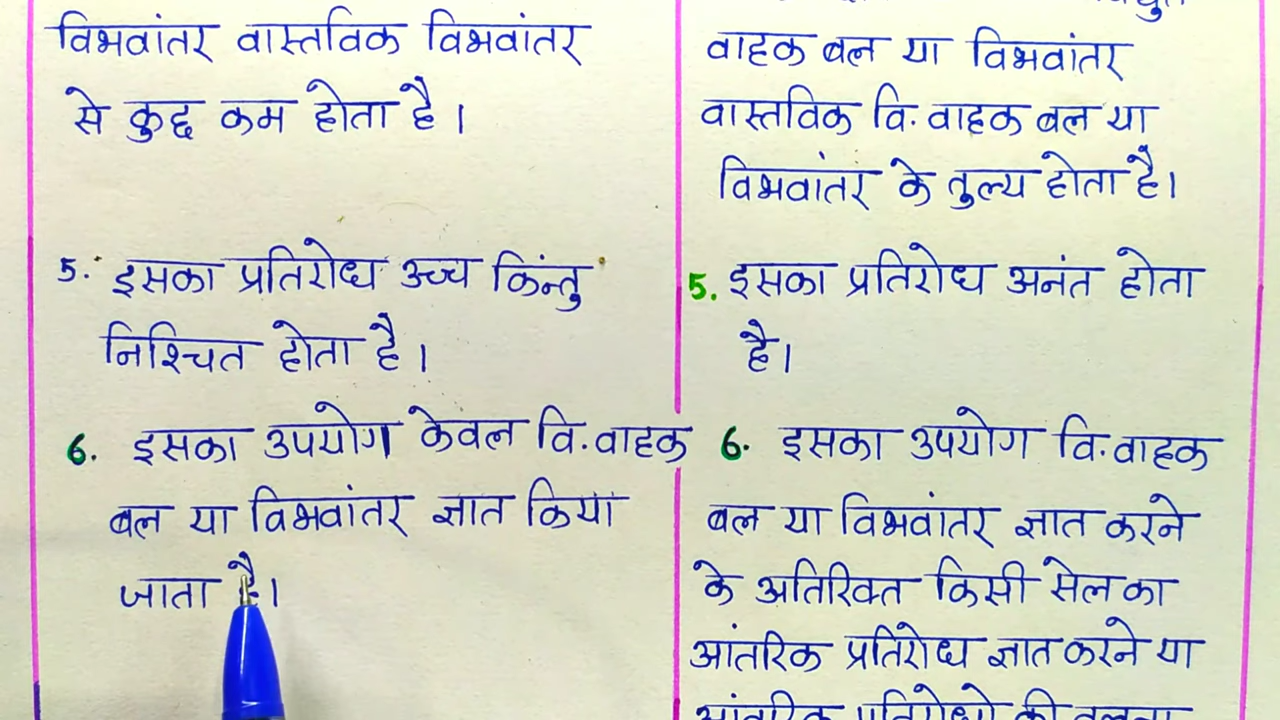 विभवांतर वास्तविक विभवांतर
से कुछ कम होता है।
5. इसका प्रतिरोध उच्च किंन्तु
निश्चित होता है।
6. इसका उपयोग केवल वि.वाहक
बल या विभवांतर ज्ञात किया
जाता है।
वाहक बल या विभवांतर
वास्तविक वि.वाहक बल या
विभवांतर के तुल्य होता है।
5. इसका प्रतिरोध अनंत होता
है।
6. इसका उपयोग वि.वाहक
बल या विभवांतर ज्ञात करने
के अतिरिक्त किसी सेल का
आंतरिक प्रतिरोध ज्ञात करने या